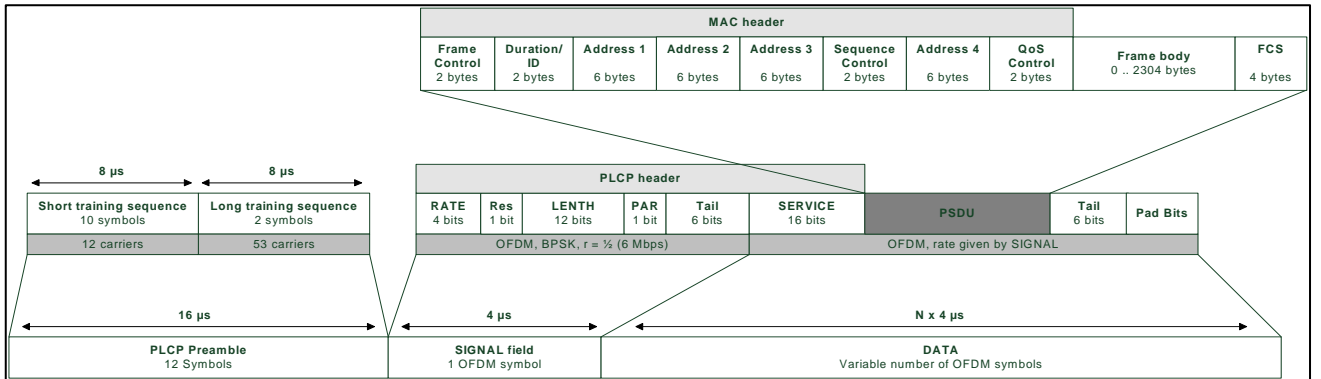 MAC header
Frame Control 2 bytes
Duration/ ID 2 bytes
Address 1 6 bytes
Address 2 6 bytes
Address 3 6 bytes
Sequence Control 2 bytes
Address 4 6 bytes
QoS Control 2 bytes
Frame body 0 .. 2304 bytes
FCS 4 bytes
8 µs
8 µs
PLCP header
Short training sequence
10 symbols
Long training sequence
2 symbols
RATE 4 bits
Res 1 bit
LENTH 12 bits
PAR 1 bit
Tail 6 bits
SERVICE 16 bits
PSDU
Tail 6 bits
Pad Bits
12 carriers
53 carriers
OFDM, BPSK, r = ½ (6 Mbps)
OFDM, rate given by SIGNAL
16 µs
4 µs
N x 4 µs
PLCP Preamble
12 Symbols
SIGNAL field
1 OFDM symbol
DATA
Variable number of OFDM symbols